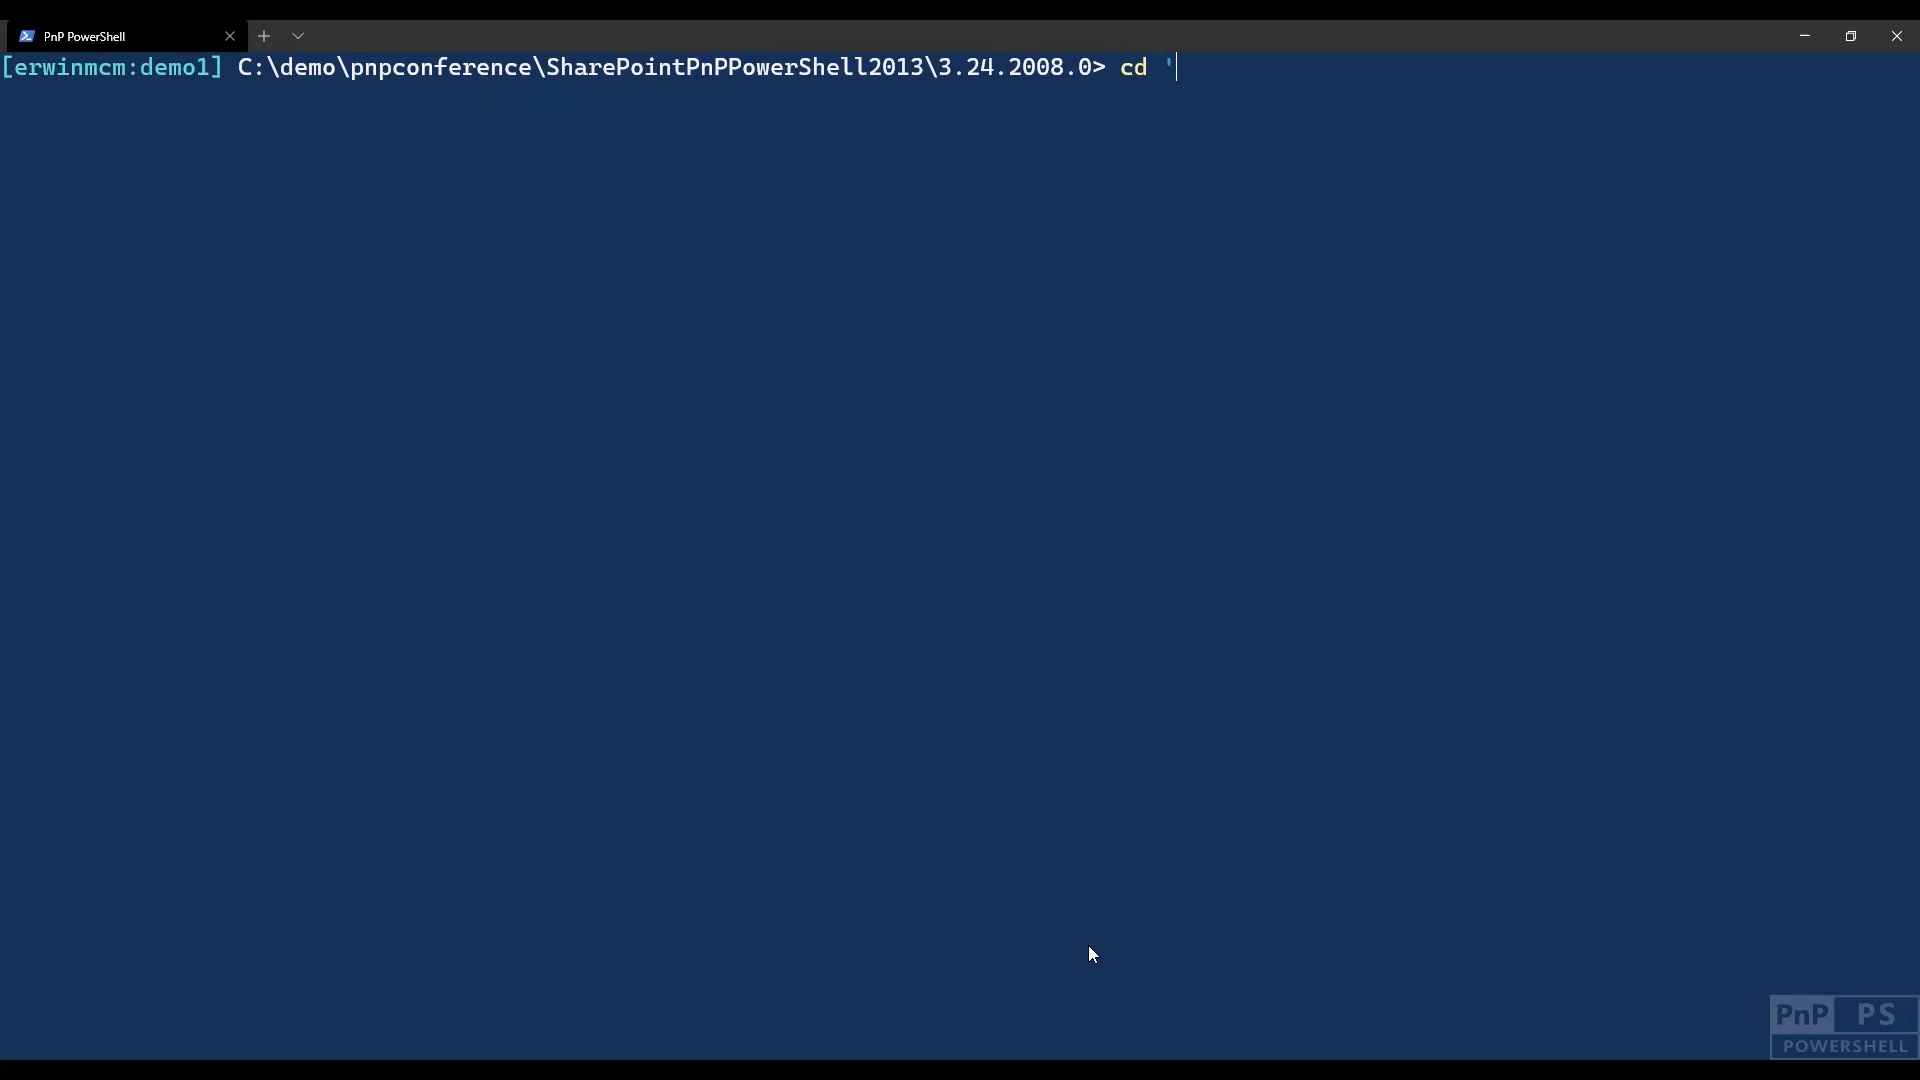 PnP PowerShell
[erwinmcm:demo1] C:\demo\pnpconference\SharePointPnPPowerShell2013\3.24.2008.0> cd '
PnP PS
POWERSHELL